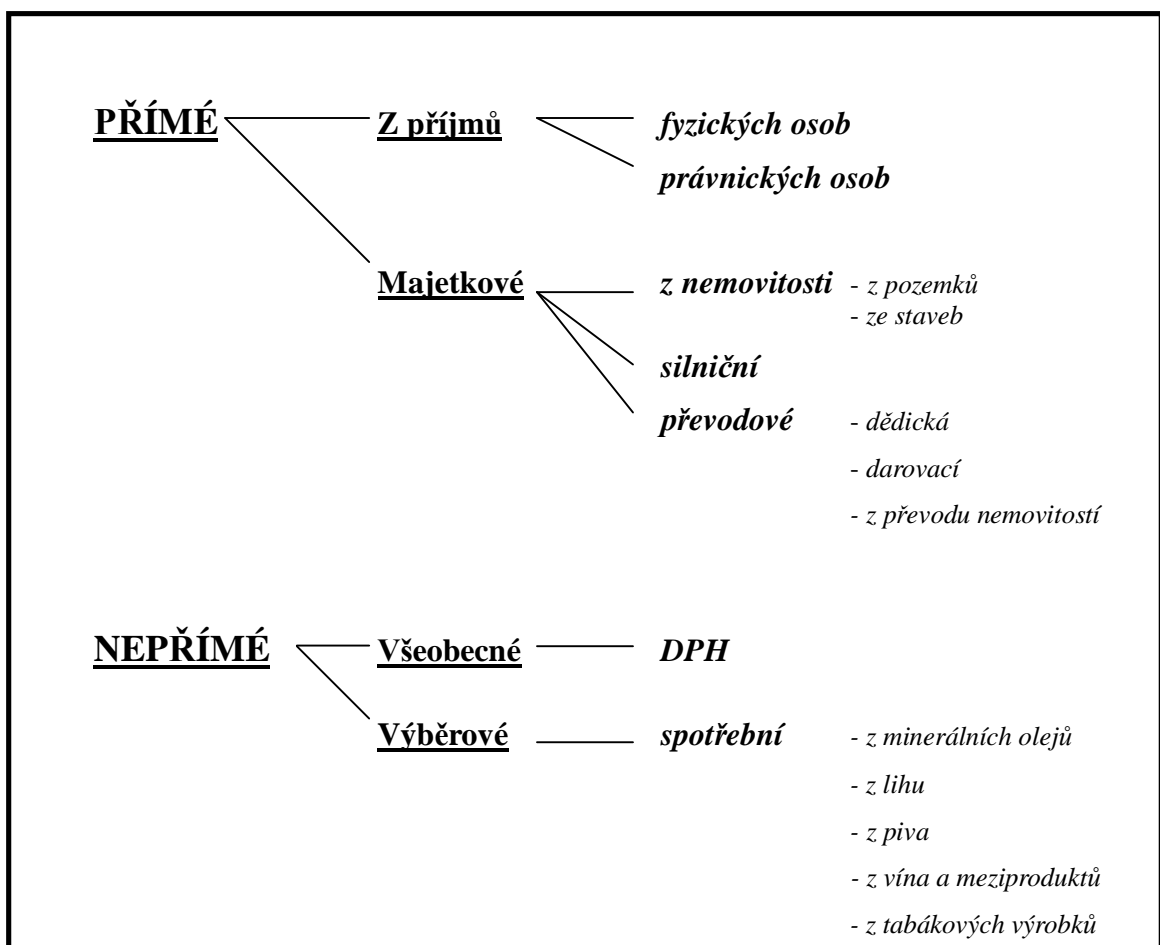 PŘÍMÉ Z příjmů fyzických osob
právnických osob
Majetkové z nemovitosti - z pozemků
- ze staveb
silniční
převodové - dědická
- darovací
- z převodu nemovitostí
NEPŘÍMÉ Všeobecné DPH
Výběrové spotřební - z minerálních olejů
- z lihu
- z piva
- z vína a meziproduktů
- z tabákových výrobků